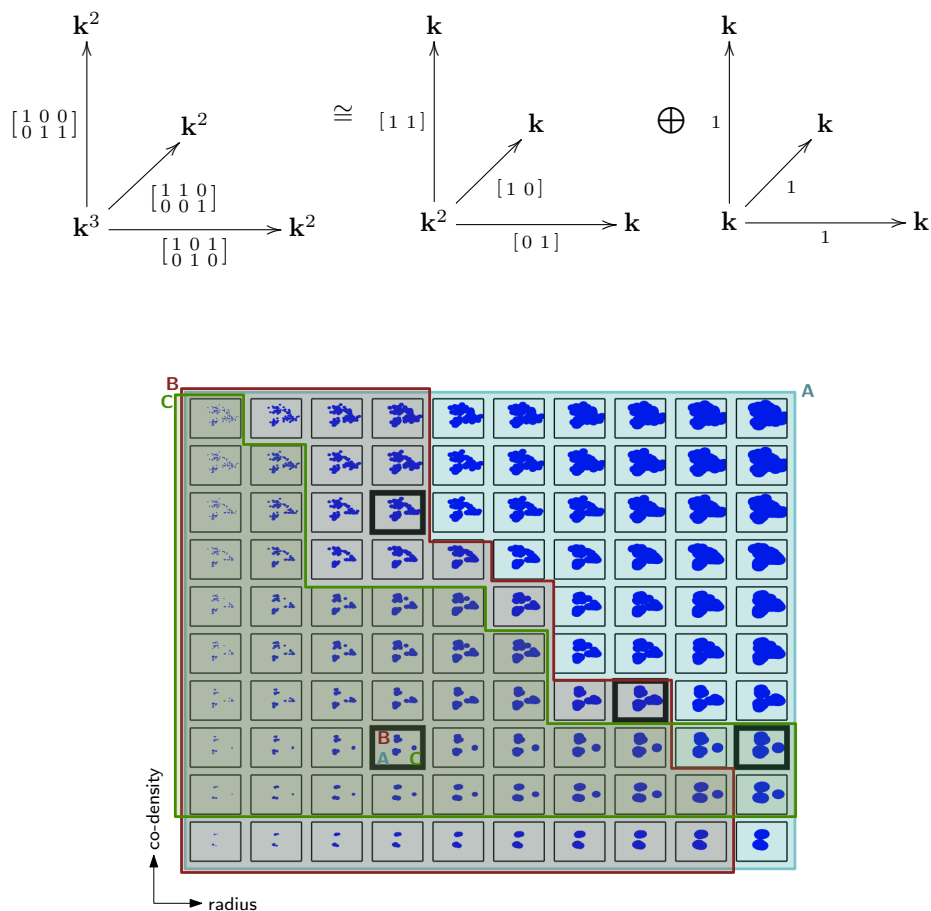 k² k k
[1 0 0
0 1 1] ≅ [1 1] ⊕ 1
k² k k
[1 1 0
0 0 1] [1 0] 1
k³ k² k² k k k
[1 0 1
0 1 0] [0 1] 1
B
A
C
B
A C
co-density
radius